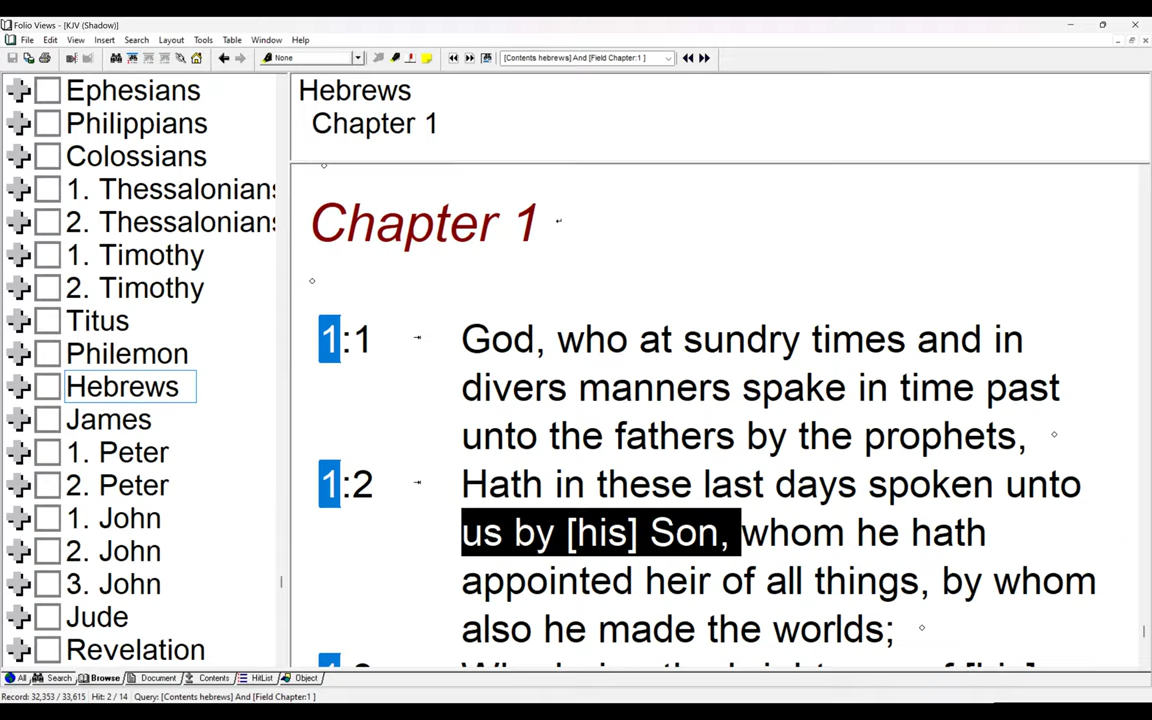 Folio Views - [KJV (Shadow)]
File Edit View Insert Search Layout Tools Table Window Help
None
[Contents hebrews] And [Field Chapter:1 ]
Ephesians
Philippians
Colossians
1. Thessalonians
2. Thessalonians
1. Timothy
2. Timothy
Titus
Philemon
Hebrews
James
1. Peter
2. Peter
1. John
2. John
3. John
Jude
Revelation
Hebrews
Chapter 1
Chapter 1
1:1 God, who at sundry times and in
divers manners spake in time past
unto the fathers by the prophets,
1:2 Hath in these last days spoken unto
us by [his] Son, whom he hath
appointed heir of all things, by whom
also he made the worlds;
All Search Browse Document Contents HitList Object
Record: 32,353 / 33,615 Hit: 2 / 14 Query: [Contents hebrews] And [Field Chapter:1 ]